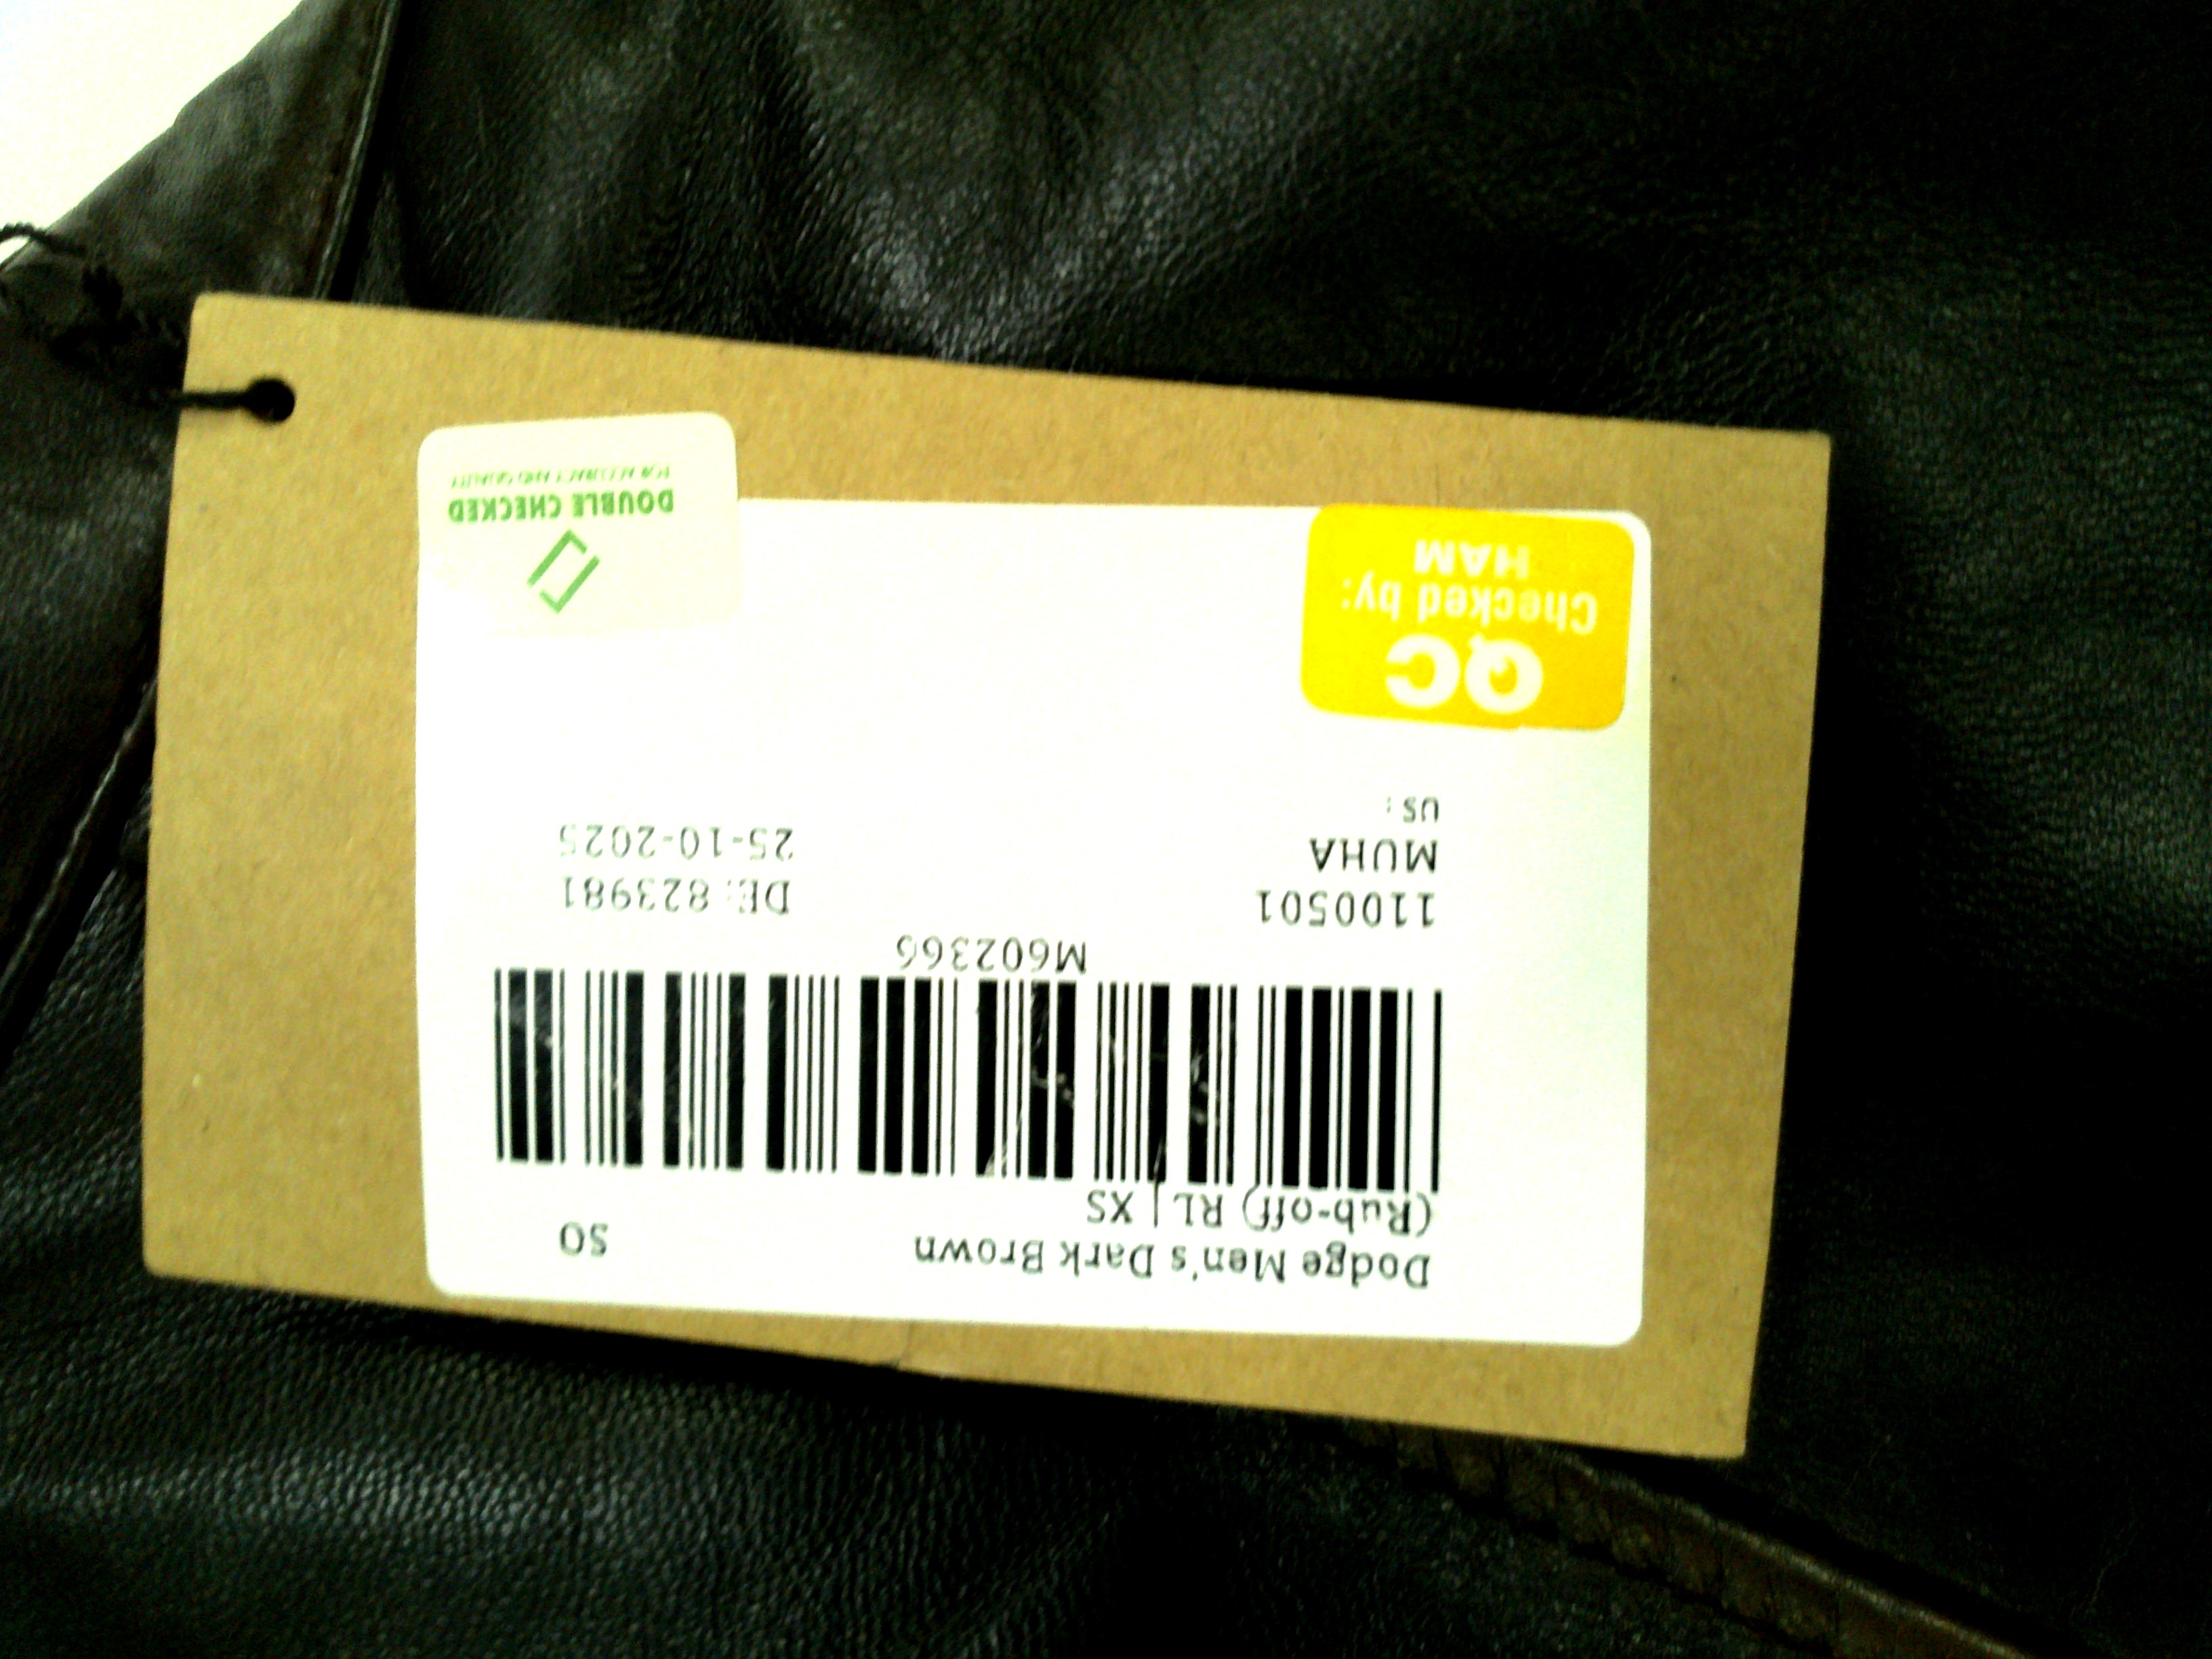 Dodge Men's Dark Brown
(Rub-off) RL | XS
SO
M602366
1100501
DE: 823981
MUHA
25-10-2025
US :
QC
Checked by:
HAM
DOUBLE CHECKED
FOR ACCURACY AND QUALITY